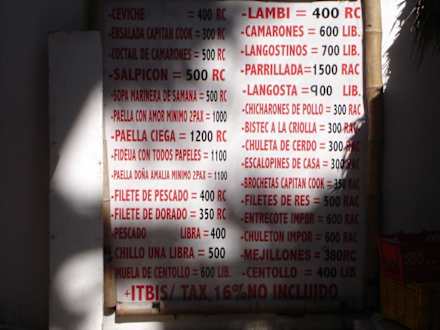 -CEVICHE = 400 RC
-ENSALADA CAPITAN COOK = 300 RC
-COCTAIL DE CAMARONES = 500 RC
-SALPICON = 500 RC
-SOPA MARINERA DE SAMANA = 500 RC
-PAELLA CON AMOR MINIMO 2PAX = 1000
-PAELLA CIEGA = 1200 RC
-FIDEUA CON TODOS PAPELES = 1100
-PAELLA DOÑA AMALIA MINIMO 2PAX = 1100
-FILETE DE PESCADO = 400 RC
-FILETE DE DORADO = 350 RC
-PESCADO LIBRA = 400
-CHILLO UNA LIBRA = 500
MUELA DE CENTOLLO = 600 LIB.
-LAMBI = 400 RC
-CAMARONES = 600 LIB.
-LANGOSTINOS = 700 LIB.
-PARRILLADA=1500 RAC
-LANGOSTA =900 LIB.
-CHICHARONES DE POLLO = 300 RAC
-BISTEC A LA CRIOLLA = 300 RAC
-CHULETA DE CERDO = 300 RAC
-ESCALOPINES DE CASA = 300 RAC
-BROCHETAS CAPITAN COOK = 350 RAC
-FILETES DE RES = 500 RAC
-ENTRECOTE IMPOR = 600 RAC
-CHULETON IMPOR = 600 RAC
-MEJILLONES = 380RC
-CENTOLLO = 400 LIB
+ITBIS/ TAX,16%NO INCLUIDO